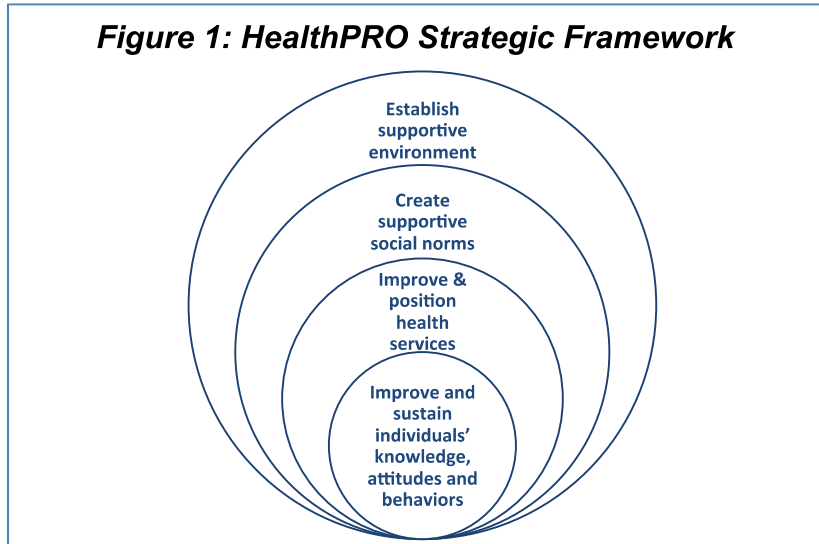 Figure 1: HealthPRO Strategic Framework
Establish
supportive
environment
Create
supportive
social norms
Improve &
position
health
services
Improve and
sustain
individuals’
knowledge,
attitudes and
behaviors